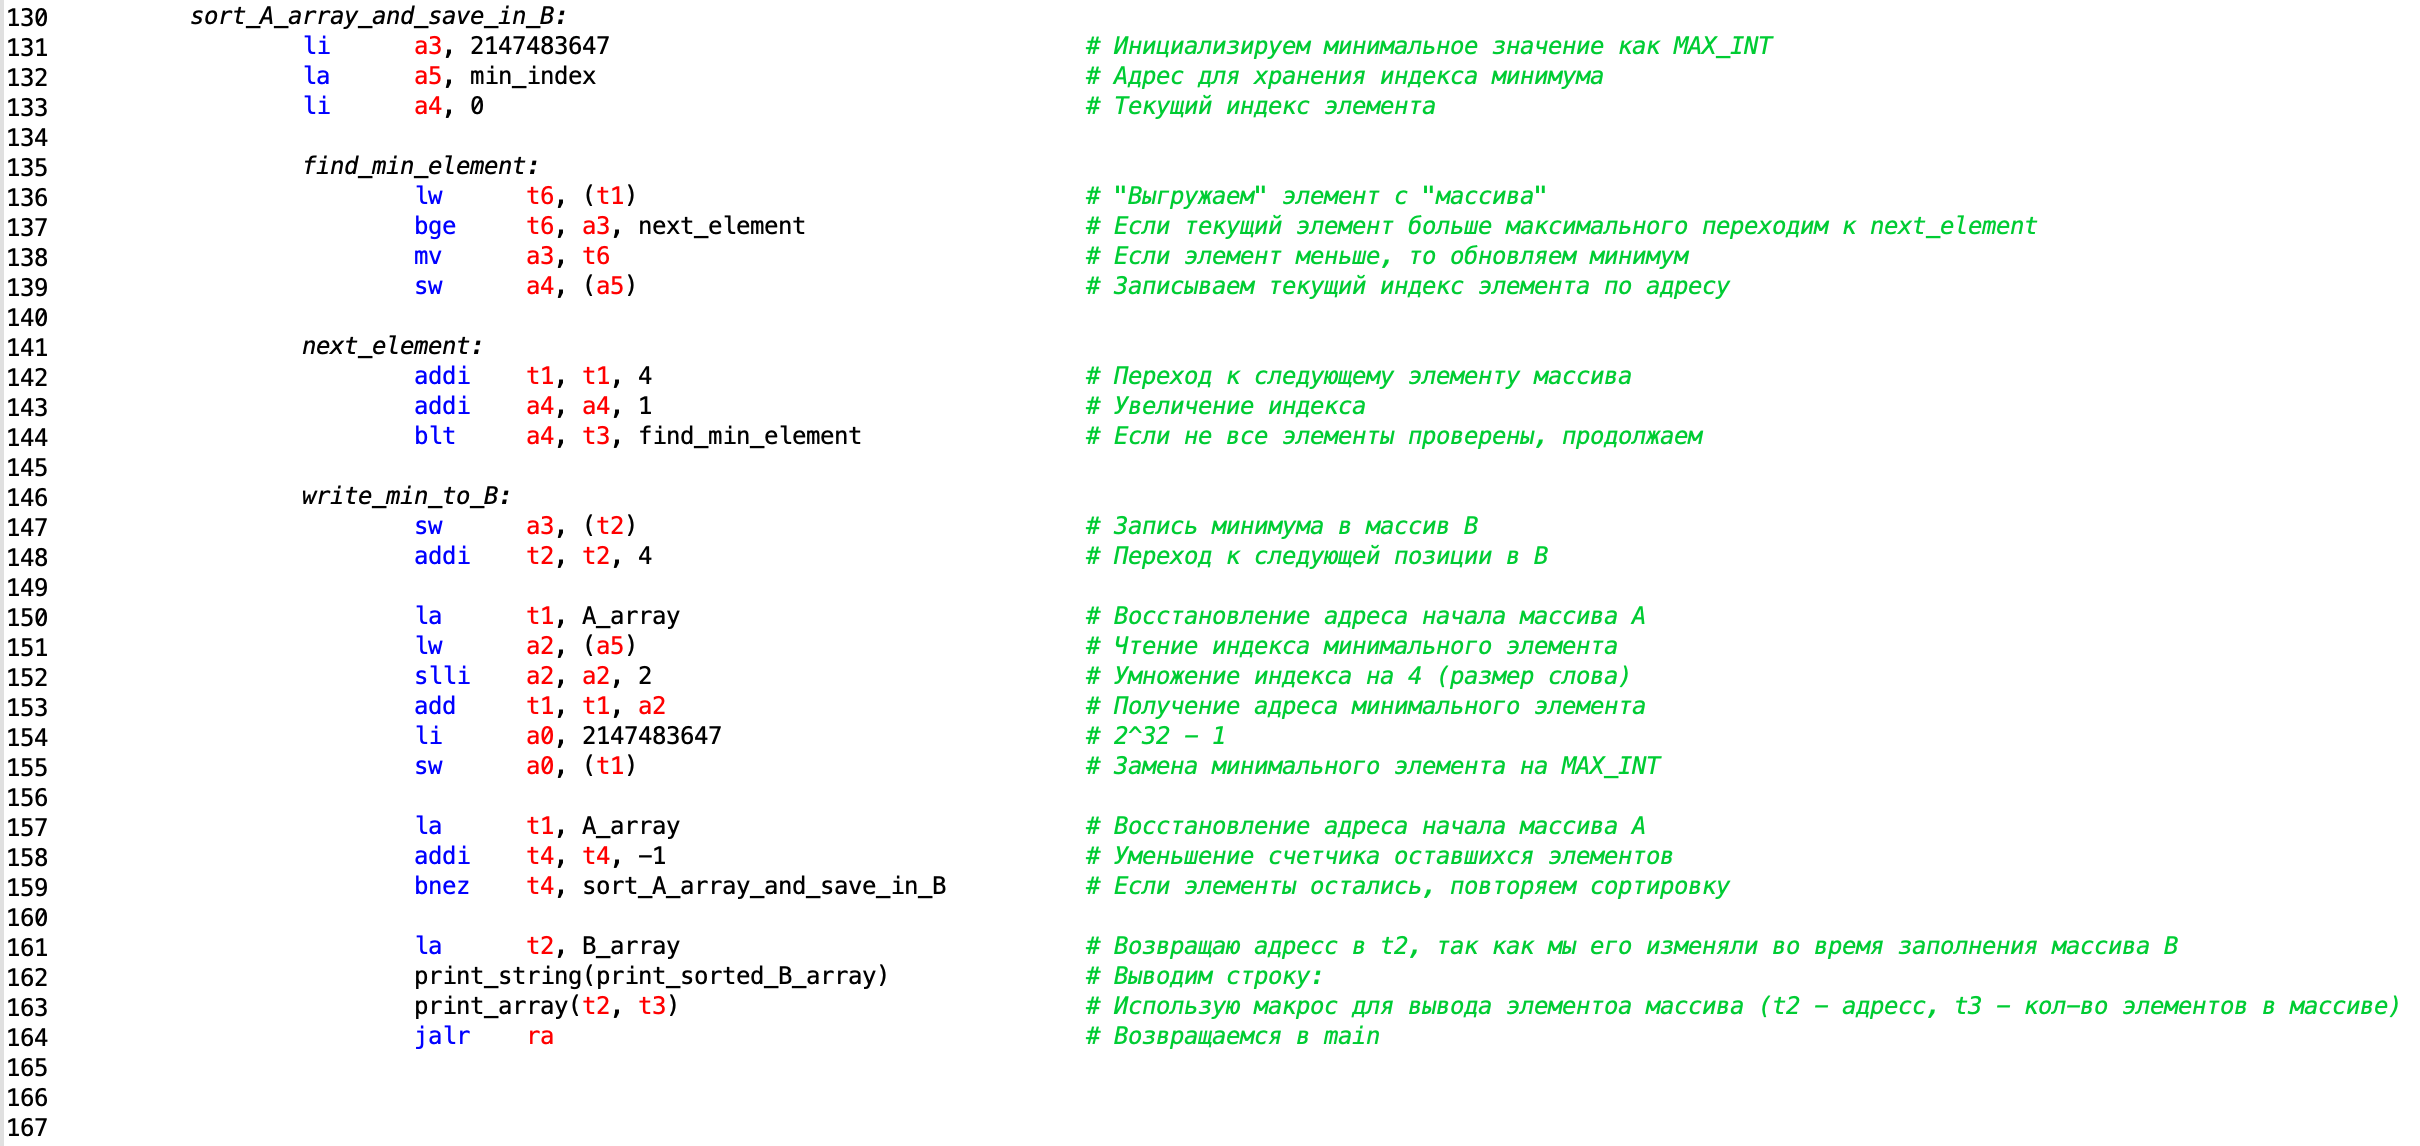 130 sort_A_array_and_save_in_B:
131 li a3, 2147483647 # Инициализируем минимальное значение как MAX_INT
132 la a5, min_index # Адрес для хранения индекса минимума
133 li a4, 0 # Текущий индекс элемента
134
135 find_min_element:
136 lw t6, (t1) # "Выгружаем" элемент с "массива"
137 bge t6, a3, next_element # Если текущий элемент больше максимального переходим к next_element
138 mv a3, t6 # Если элемент меньше, то обновляем минимум
139 sw a4, (a5) # Записываем текущий индекс элемента по адресу
140
141 next_element:
142 addi t1, t1, 4 # Переход к следующему элементу массива
143 addi a4, a4, 1 # Увеличение индекса
144 blt a4, t3, find_min_element # Если не все элементы проверены, продолжаем
145
146 write_min_to_B:
147 sw a3, (t2) # Запись минимума в массив B
148 addi t2, t2, 4 # Переход к следующей позиции в B
149
150 la t1, A_array # Восстановление адреса начала массива A
151 lw a2, (a5) # Чтение индекса минимального элемента
152 slli a2, a2, 2 # Умножение индекса на 4 (размер слова)
153 add t1, t1, a2 # Получение адреса минимального элемента
154 li a0, 2147483647 # 2^32 - 1
155 sw a0, (t1) # Замена минимального элемента на MAX_INT
156
157 la t1, A_array # Восстановление адреса начала массива A
158 addi t4, t4, -1 # Уменьшение счетчика оставшихся элементов
159 bnez t4, sort_A_array_and_save_in_B # Если элементы остались, повторяем сортировку
160
161 la t2, B_array # Возвращаю адресс в t2, так как мы его изменяли во время заполнения массива B
162 print_string(print_sorted_B_array) # Выводим строку:
163 print_array(t2, t3) # Использую макрос для вывода элементоа массива (t2 - адресс, t3 - кол-во элементов в массиве)
164 jalr ra # Возвращаемся в main
165
166
167